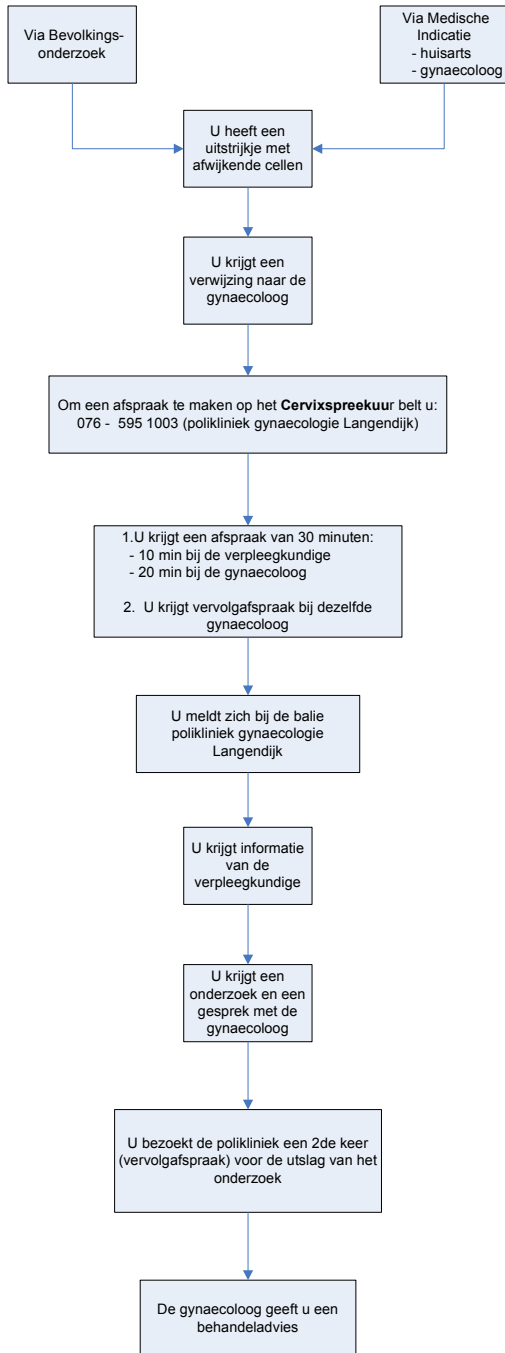 Via Bevolkings-
onderzoek
Via Medische
Indicatie
- huisarts
- gynaecoloog
U heeft een
uitstrijkje met
afwijkende cellen
U krijgt een
verwijzing naar de
gynaecoloog
Om een afspraak te maken op het Cervixspreekuur belt u:
076 - 595 1003 (polikliniek gynaecologie Langendijk)
1.U krijgt een afspraak van 30 minuten:
- 10 min bij de verpleegkundige
- 20 min bij de gynaecoloog
2. U krijgt vervolgafspraak bij dezelfde
gynaecoloog
U meldt zich bij de balie
polikliniek gynaecologie
Langendijk
U krijgt informatie
van de
verpleegkundige
U krijgt een
onderzoek en een
gesprek met de
gynaecoloog
U bezoekt de polikliniek een 2de keer
(vervolgafspraak) voor de utslag van het
onderzoek
De gynaecoloog geeft u een
behandeladvies